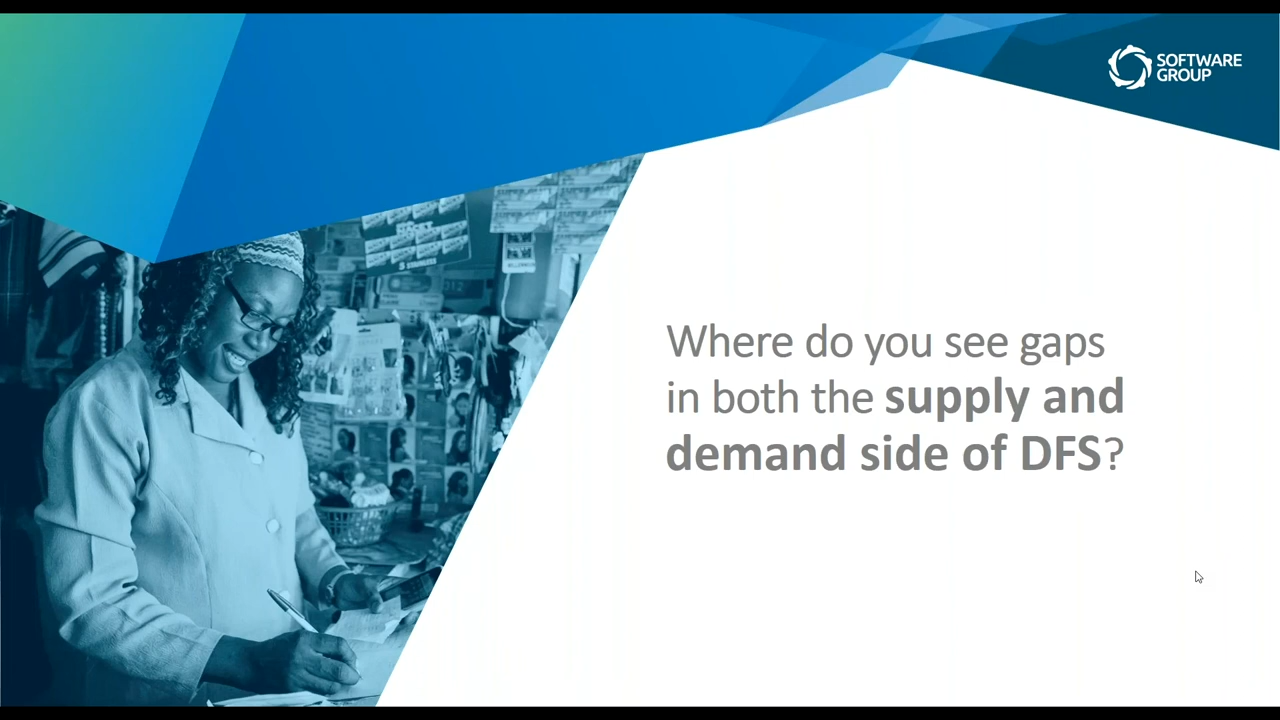 SOFTWARE
GROUP
Where do you see gaps
in both the supply and
demand side of DFS?